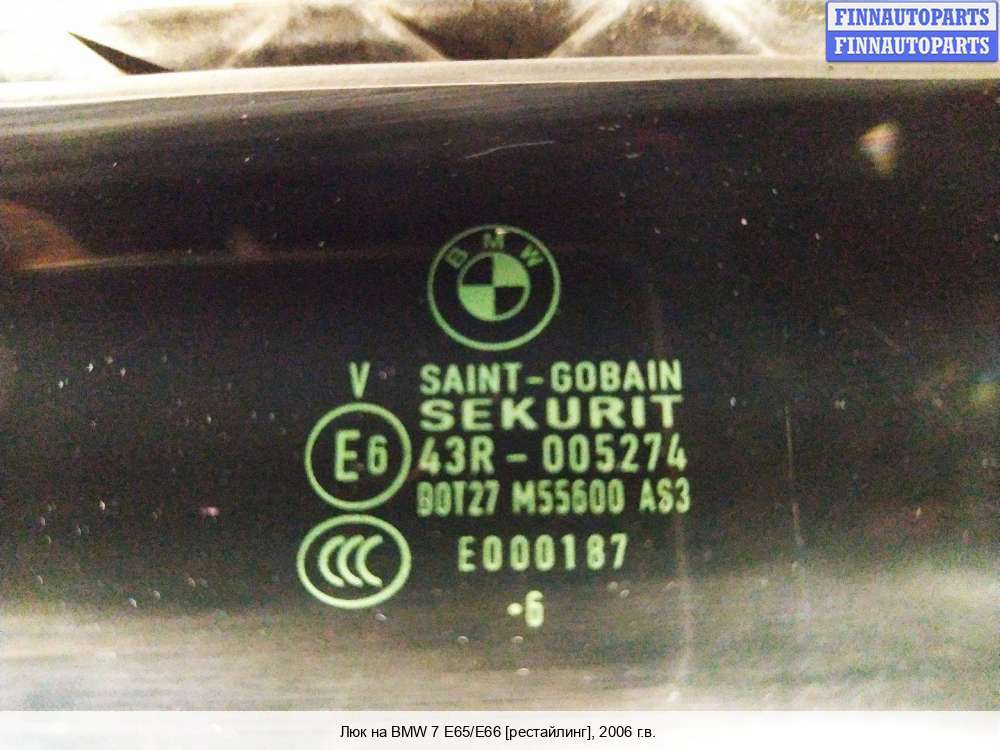 FINNAUTOPARTS
FINNAUTOPARTS
BMW
V SAINT-GOBAIN
SEKURIT
E6 43R-005274
DOT27 M55600 AS3
CCC E000187
·6
Люк на BMW 7 E65/E66 [рестайлинг], 2006 г.в.